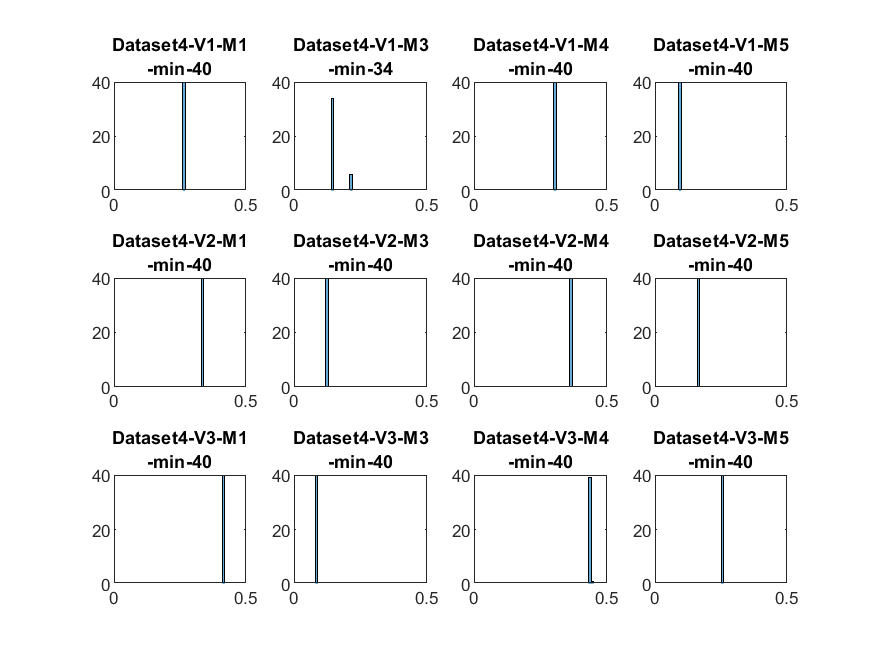 Dataset4-V1-M1
-min-40
40
20
0
0 0.5
Dataset4-V1-M3
-min-34
40
20
0
0 0.5
Dataset4-V1-M4
-min-40
40
20
0
0 0.5
Dataset4-V1-M5
-min-40
40
20
0
0 0.5
Dataset4-V2-M1
-min-40
40
20
0
0 0.5
Dataset4-V2-M3
-min-40
40
20
0
0 0.5
Dataset4-V2-M4
-min-40
40
20
0
0 0.5
Dataset4-V2-M5
-min-40
40
20
0
0 0.5
Dataset4-V3-M1
-min-40
40
20
0
0 0.5
Dataset4-V3-M3
-min-40
40
20
0
0 0.5
Dataset4-V3-M4
-min-40
40
20
0
0 0.5
Dataset4-V3-M5
-min-40
40
20
0
0 0.5